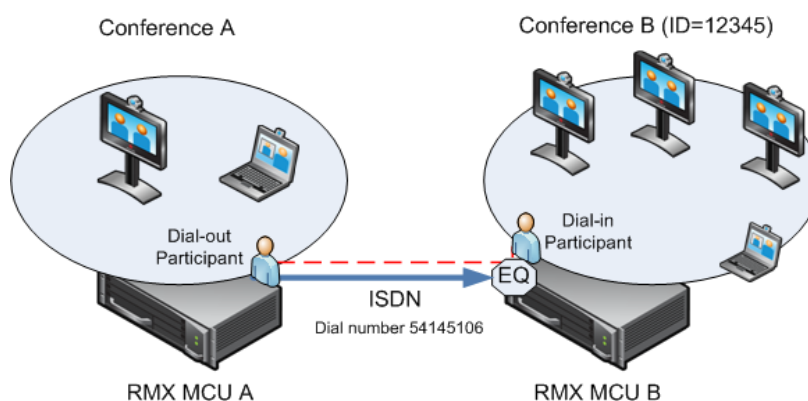 Conference A
Conference B (ID=12345)
Dial-out
Participant
Dial-in
Participant
EQ
ISDN
Dial number 54145106
RMX MCU A
RMX MCU B